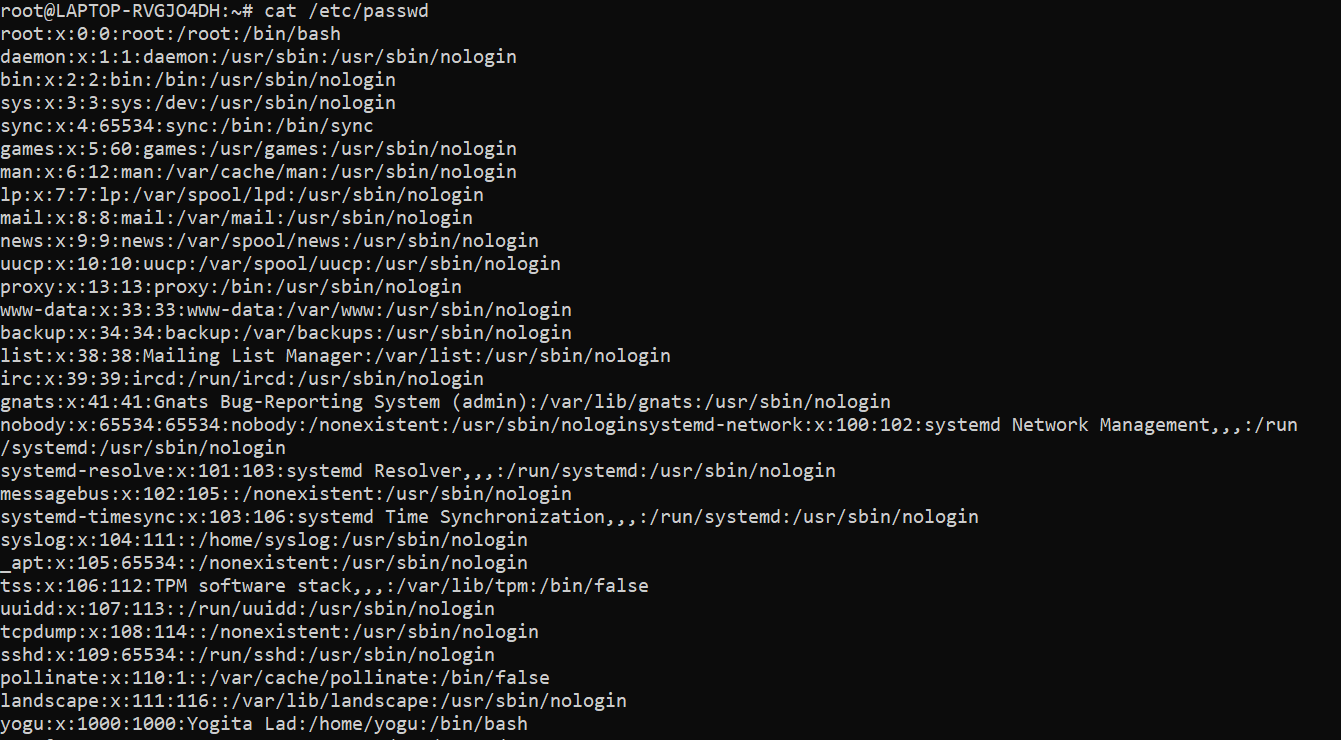 root@LAPTOP-RVGJO4DH:~# cat /etc/passwd
root:x:0:0:root:/root:/bin/bash
daemon:x:1:1:daemon:/usr/sbin:/usr/sbin/nologin
bin:x:2:2:bin:/bin:/usr/sbin/nologin
sys:x:3:3:sys:/dev:/usr/sbin/nologin
sync:x:4:65534:sync:/bin:/bin/sync
games:x:5:60:games:/usr/games:/usr/sbin/nologin
man:x:6:12:man:/var/cache/man:/usr/sbin/nologin
lp:x:7:7:lp:/var/spool/lpd:/usr/sbin/nologin
mail:x:8:8:mail:/var/mail:/usr/sbin/nologin
news:x:9:9:news:/var/spool/news:/usr/sbin/nologin
uucp:x:10:10:uucp:/var/spool/uucp:/usr/sbin/nologin
proxy:x:13:13:proxy:/bin:/usr/sbin/nologin
www-data:x:33:33:www-data:/var/www:/usr/sbin/nologin
backup:x:34:34:backup:/var/backups:/usr/sbin/nologin
list:x:38:38:Mailing List Manager:/var/list:/usr/sbin/nologin
irc:x:39:39:ircd:/run/ircd:/usr/sbin/nologin
gnats:x:41:41:Gnats Bug-Reporting System (admin):/var/lib/gnats:/usr/sbin/nologin
nobody:x:65534:65534:nobody:/nonexistent:/usr/sbin/nologinsystemd-network:x:100:102:systemd Network Management,,,:/run
/systemd:/usr/sbin/nologin
systemd-resolve:x:101:103:systemd Resolver,,,:/run/systemd:/usr/sbin/nologin
messagebus:x:102:105::/nonexistent:/usr/sbin/nologin
systemd-timesync:x:103:106:systemd Time Synchronization,,,:/run/systemd:/usr/sbin/nologin
syslog:x:104:111::/home/syslog:/usr/sbin/nologin
_apt:x:105:65534::/nonexistent:/usr/sbin/nologin
tss:x:106:112:TPM software stack,,,:/var/lib/tpm:/bin/false
uuidd:x:107:113::/run/uuidd:/usr/sbin/nologin
tcpdump:x:108:114::/nonexistent:/usr/sbin/nologin
sshd:x:109:65534::/run/sshd:/usr/sbin/nologin
pollinate:x:110:1::/var/cache/pollinate:/bin/false
landscape:x:111:116::/var/lib/landscape:/usr/sbin/nologin
yogu:x:1000:1000:Yogita Lad:/home/yogu:/bin/bash